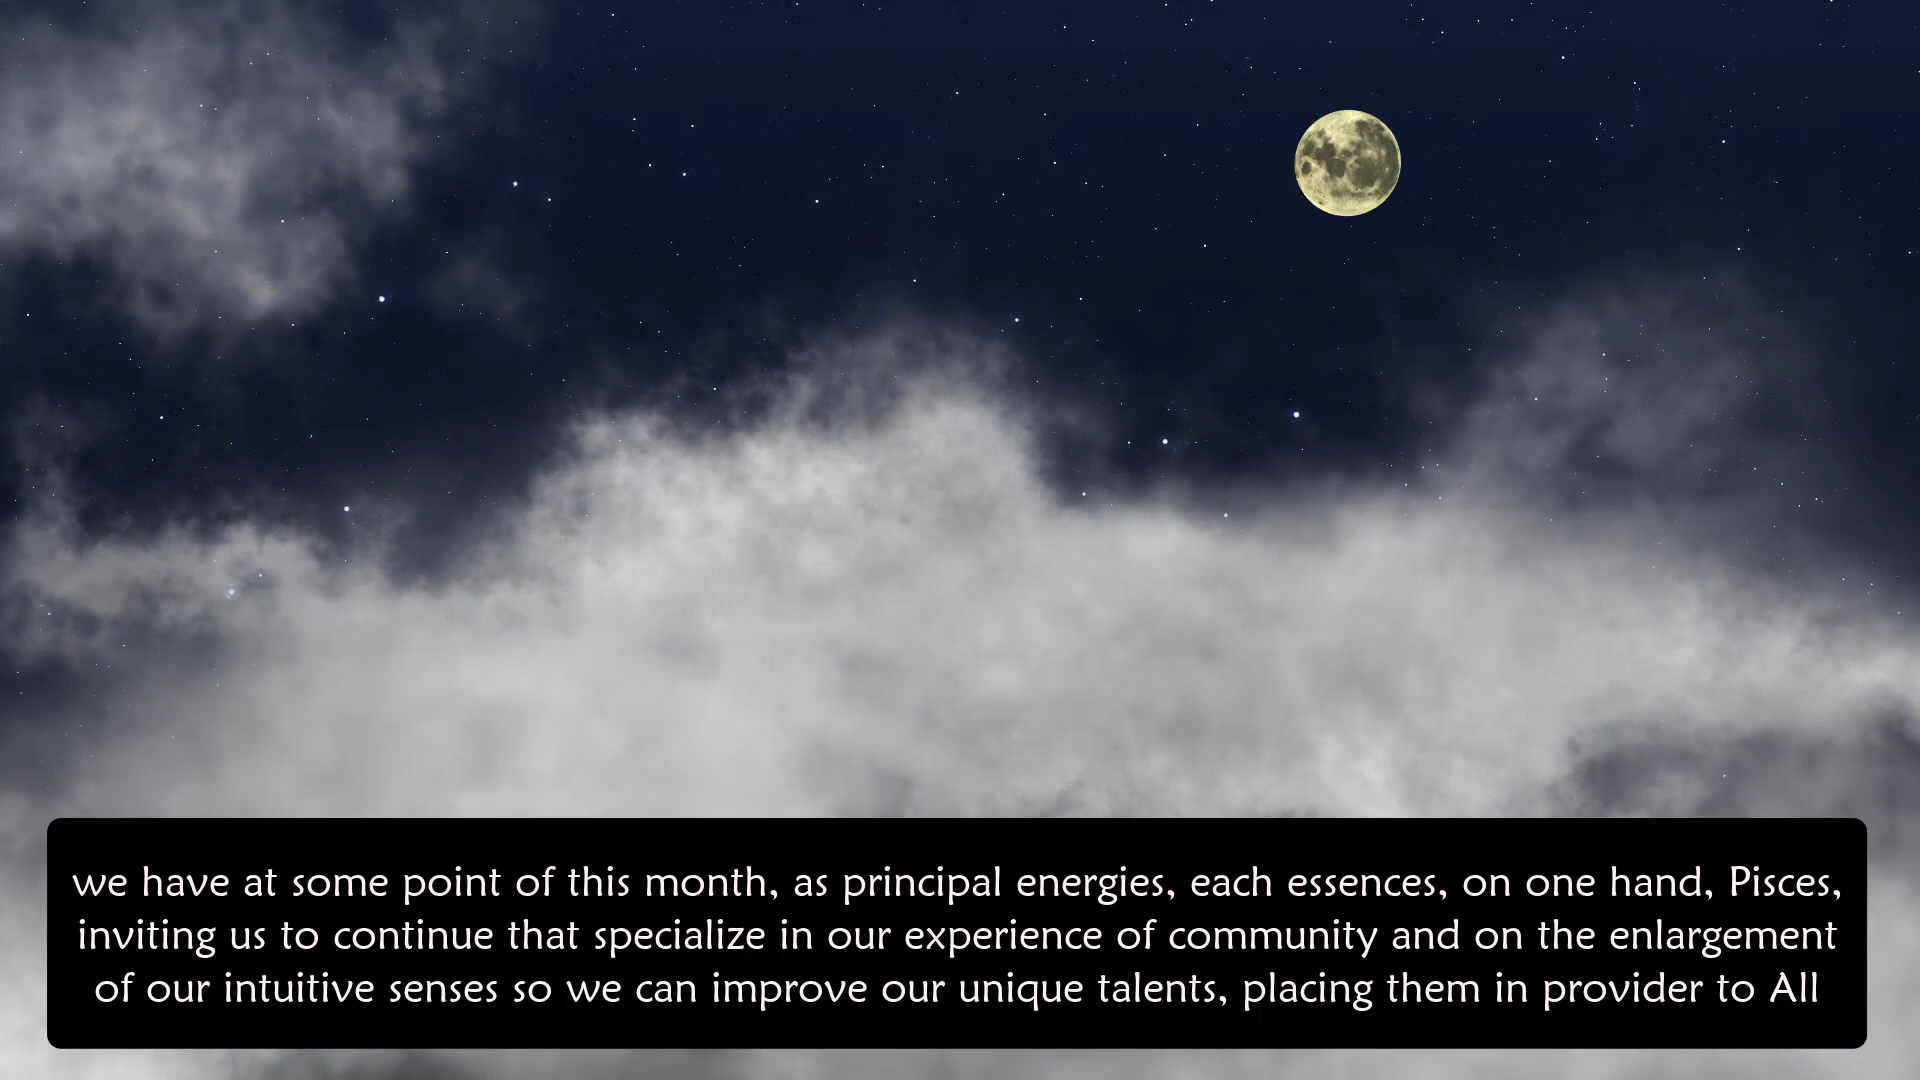 we have at some point of this month, as principal energies, each essences, on one hand, Pisces,
inviting us to continue that specialize in our experience of community and on the enlargement
of our intuitive senses so we can improve our unique talents, placing them in provider to All